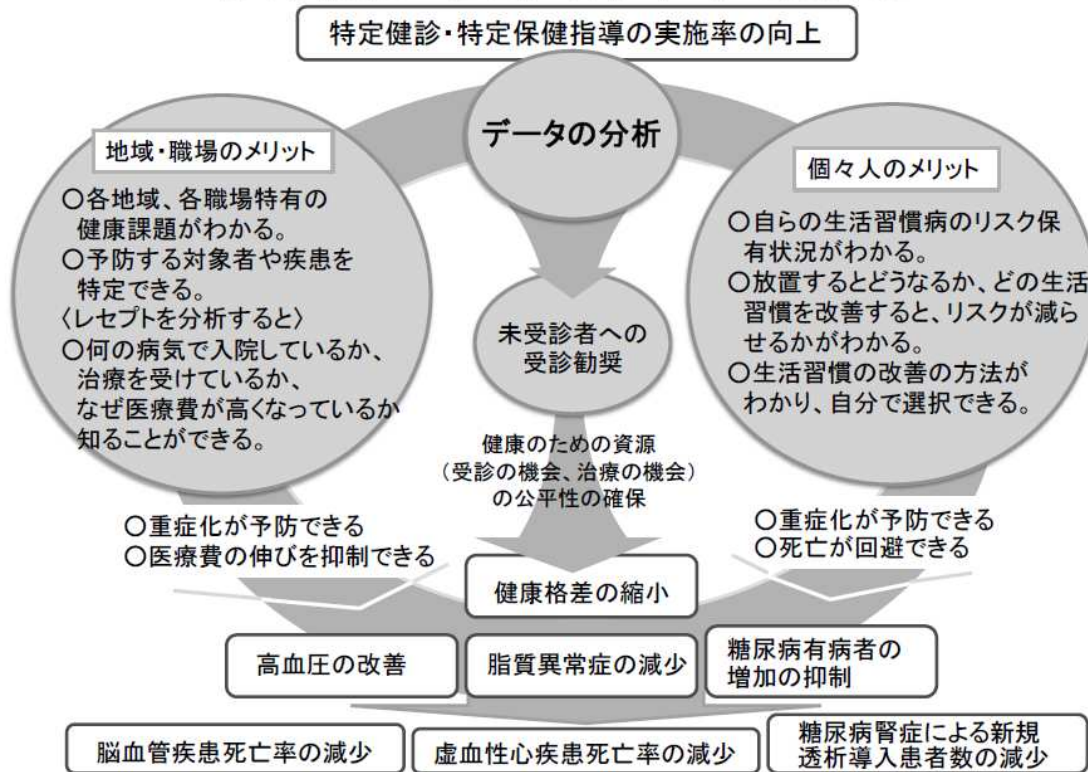 特定健診・特定保健指導の実施率の向上
データの分析
地域・職場のメリット
○各地域、各職場特有の
健康課題がわかる。
○予防する対象者や疾患を
特定できる。
〈レセプトを分析すると〉
○何の病気で入院しているか、
治療を受けているか、
なぜ医療費が高くなっているか
知ることができる。
○重症化が予防できる
○医療費の伸びを抑制できる
未受診者への
受診勧奨
健康のための資源
（受診の機会、治療の機会）
の公平性の確保
個々人のメリット
○自らの生活習慣病のリスク保
有状況がわかる。
○放置するとどうなるか、どの生活
習慣を改善すると、リスクが減ら
せるかがわかる。
○生活習慣の改善の方法が
わかり、自分で選択できる。
○重症化が予防できる
○死亡が回避できる
健康格差の縮小
高血圧の改善
脂質異常症の減少
糖尿病有病者の
増加の抑制
脳血管疾患死亡率の減少
虚血性心疾患死亡率の減少
糖尿病腎症による新規
透析導入患者数の減少